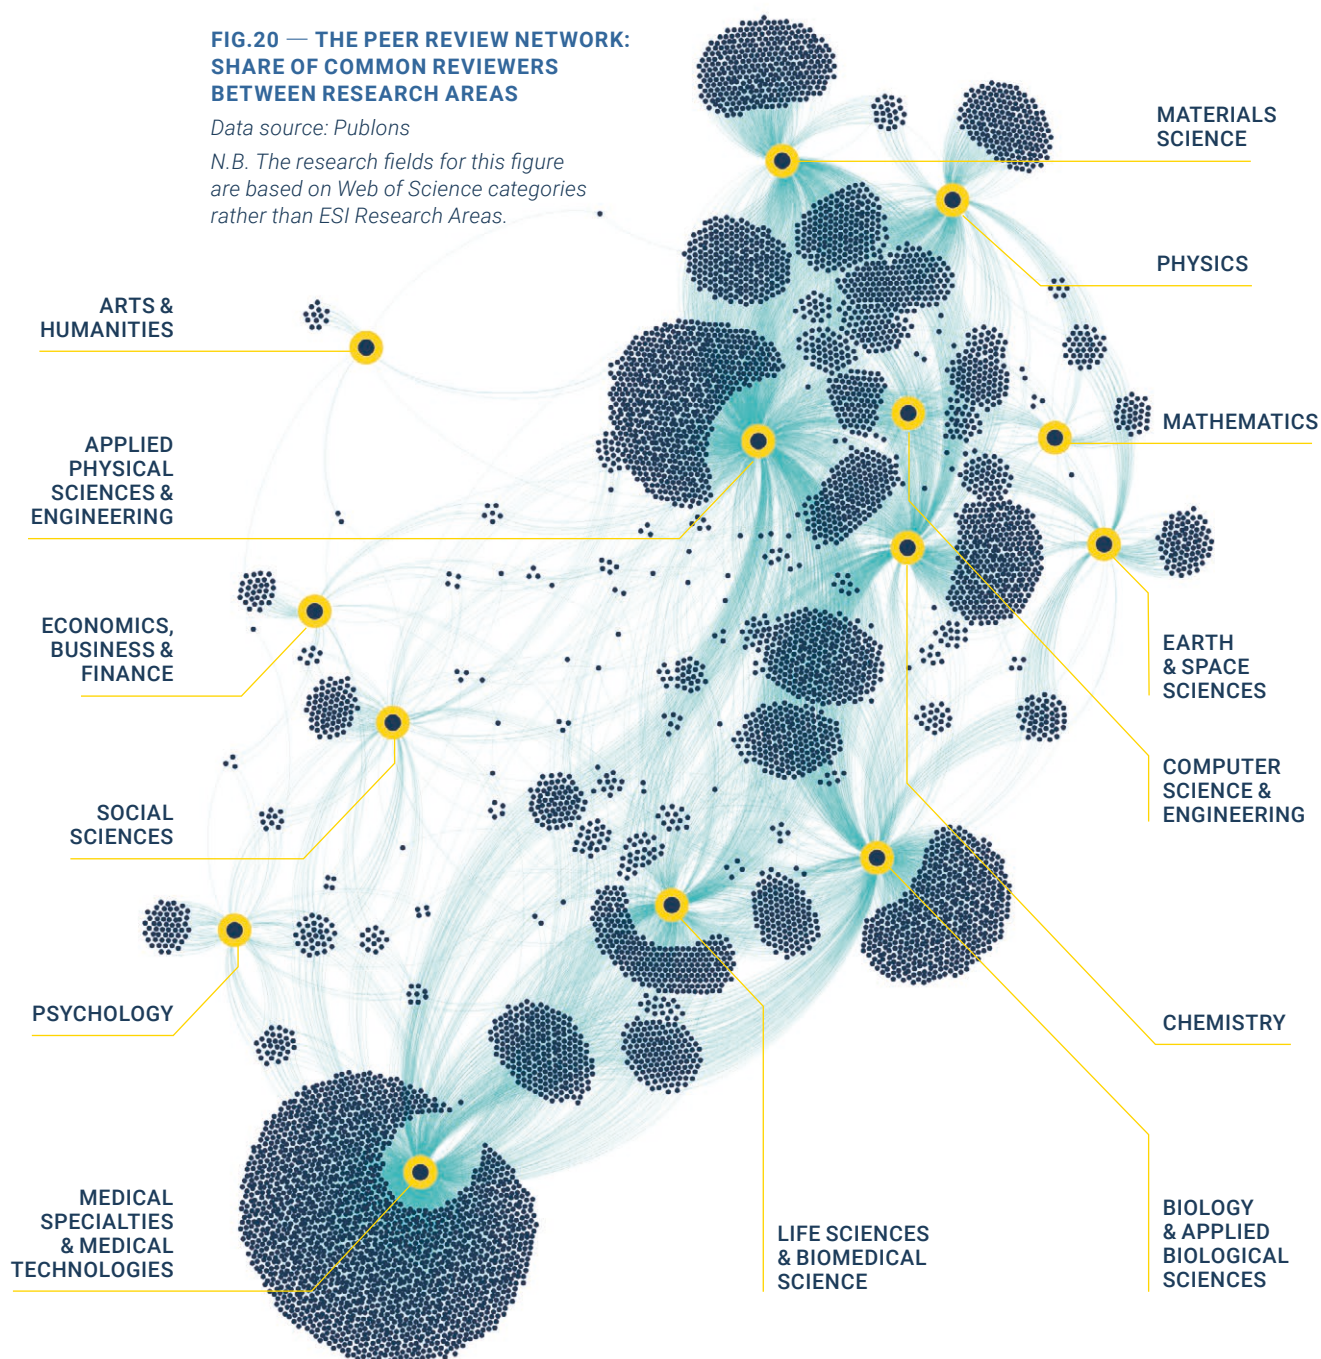 FIG.20 — THE PEER REVIEW NETWORK:
SHARE OF COMMON REVIEWERS
BETWEEN RESEARCH AREAS
Data source: Publons
N.B. The research fields for this figure
are based on Web of Science categories
rather than ESI Research Areas.
MATERIALS
SCIENCE
PHYSICS
ARTS &
HUMANITIES
MATHEMATICS
APPLIED
PHYSICAL
SCIENCES &
ENGINEERING
ECONOMICS,
BUSINESS &
FINANCE
EARTH
& SPACE
SCIENCES
COMPUTER
SCIENCE &
ENGINEERING
SOCIAL
SCIENCES
PSYCHOLOGY
CHEMISTRY
MEDICAL
SPECIALTIES
& MEDICAL
TECHNOLOGIES
LIFE SCIENCES
& BIOMEDICAL
SCIENCE
BIOLOGY
& APPLIED
BIOLOGICAL
SCIENCES